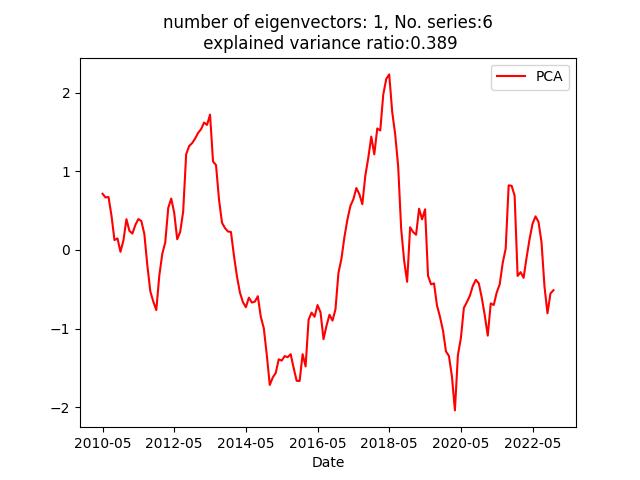 number of eigenvectors: 1, No. series:6
explained variance ratio:0.389
PCA
2
1
0
−1
−2
2010-05 2012-05 2014-05 2016-05 2018-05 2020-05 2022-05
Date